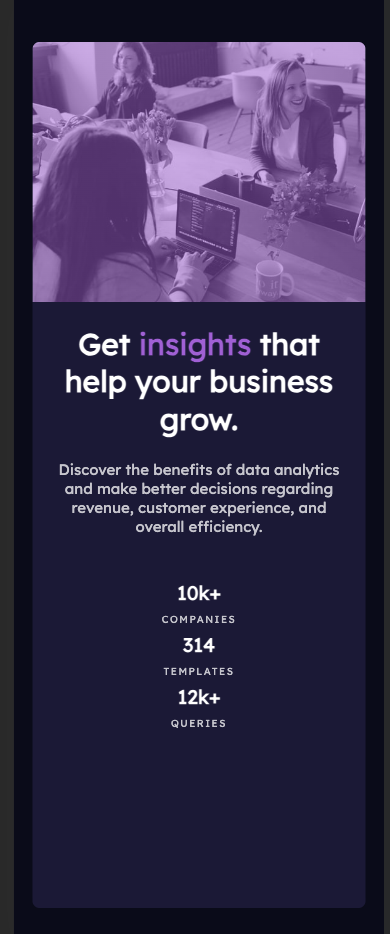 Get insights that
help your business
grow.
Discover the benefits of data analytics
and make better decisions regarding
revenue, customer experience, and
overall efficiency.
10k+
COMPANIES
314
TEMPLATES
12k+
QUERIES